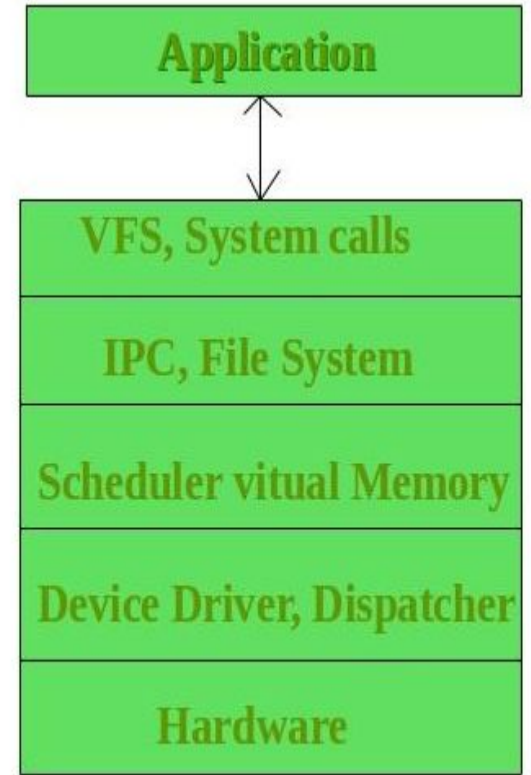 Application
VFS, System calls
IPC, File System
Scheduler vitual Memory
Device Driver, Dispatcher
Hardware